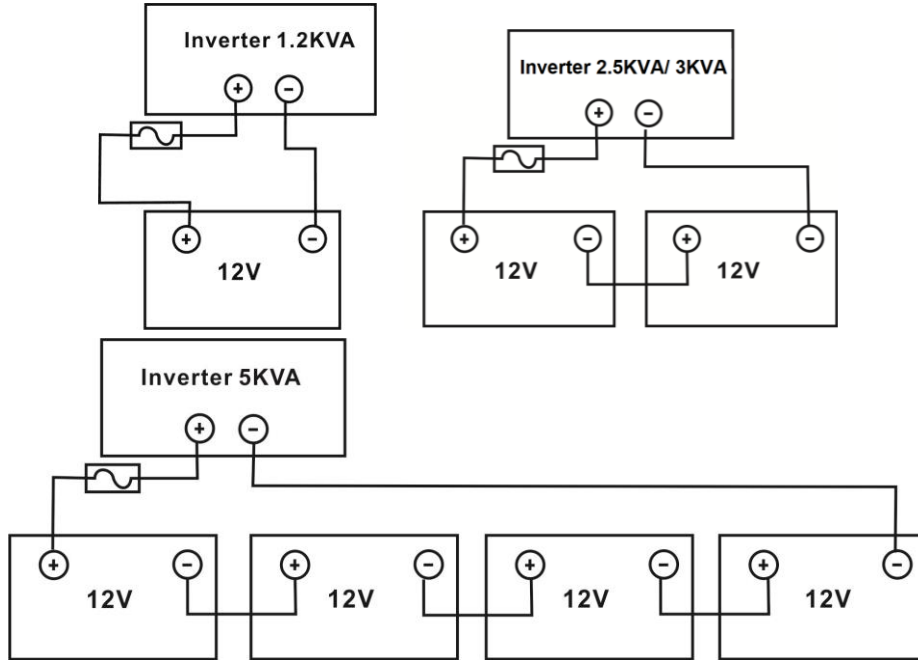 Inverter 1.2KVA
+ -
+ -
12V
Inverter 2.5KVA/ 3KVA
+ -
+ - + -
12V 12V
Inverter 5KVA
+ -
+ - + - + - + -
12V 12V 12V 12V